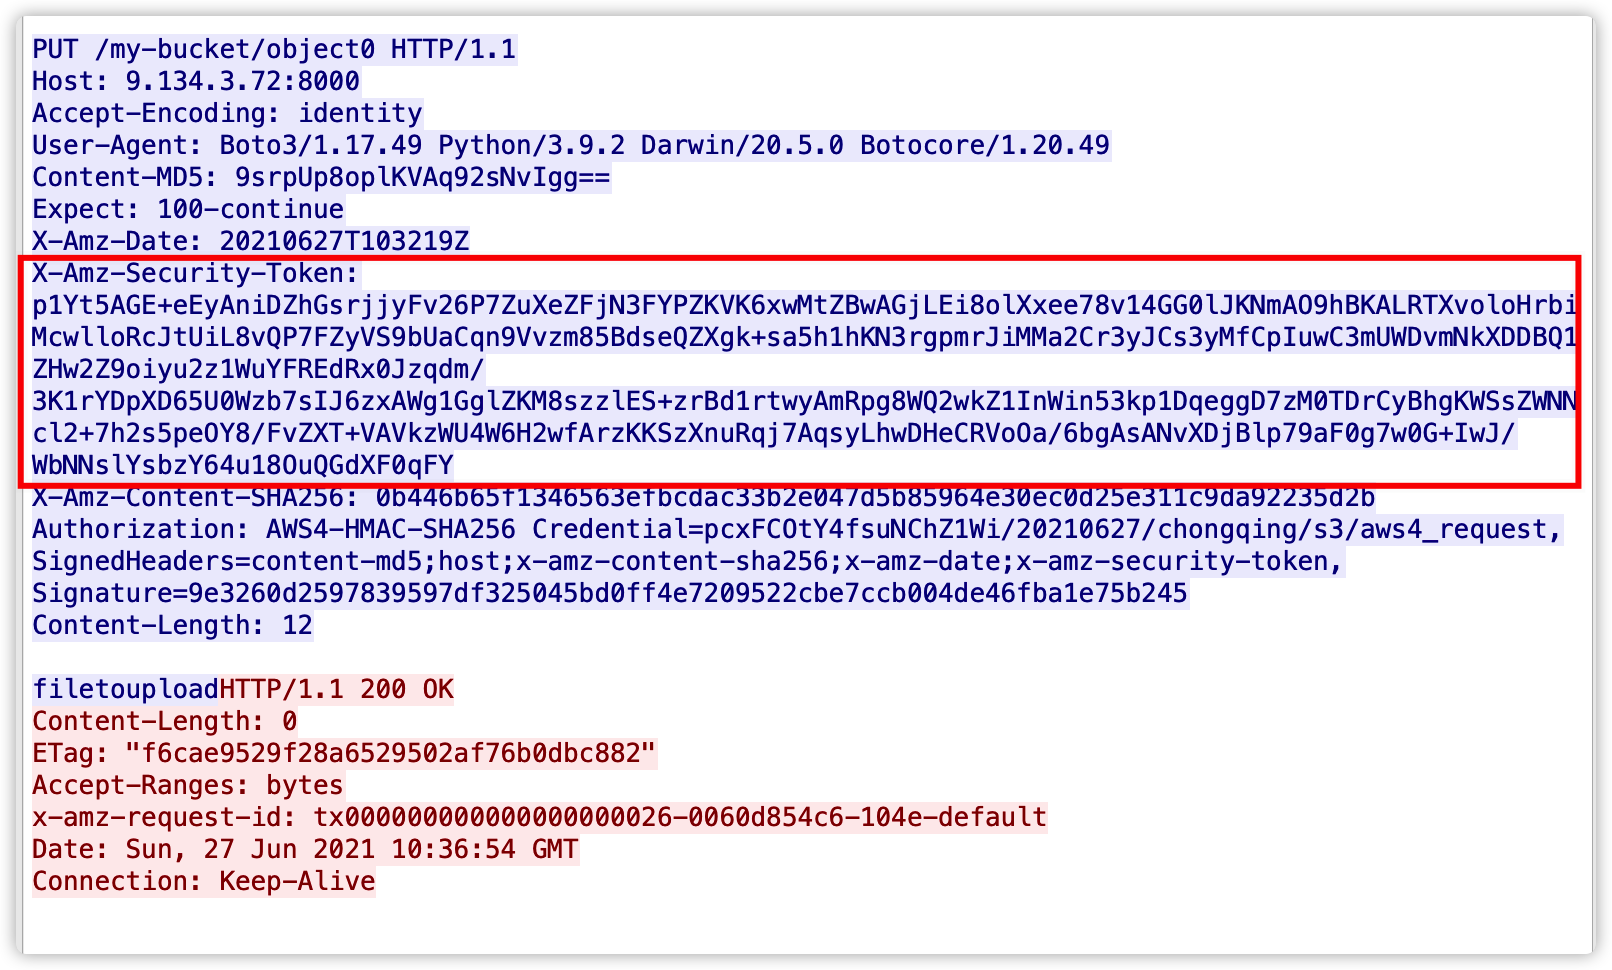 PUT /my-bucket/object0 HTTP/1.1
Host: 9.134.3.72:8000
Accept-Encoding: identity
User-Agent: Boto3/1.17.49 Python/3.9.2 Darwin/20.5.0 Botocore/1.20.49
Content-MD5: 9srpUp8oplKVAq92sNvIgg==
Expect: 100-continue
X-Amz-Date: 20210627T103219Z
X-Amz-Security-Token:
p1Yt5AGE+eEyAniDZhGsrjjyFv26P7ZuXeZFjN3FYPZKVK6xwMtZBwAGjLEi8olXxee78v14GG0lJKNmAO9hBKALRTXvoloHrbi
McwlloRcJtUiL8vQP7FZyVS9bUaCqn9Vvzm85BdseQZXgk+sa5h1hKN3rgpmrJiMMa2Cr3yJCs3yMfCpIuwC3mUWDvmNkXDDBQ1
ZHw2Z9oiyu2z1WuYFREdRx0Jzqdm/
3K1rYDpXD65U0Wzb7sIJ6zxAWg1GglZKM8szzlES+zrBd1rtwyAmRpg8WQ2wkZ1InWin53kp1DqeggD7zM0TDrCyBhgKWSsZWNN
cl2+7h2s5peOY8/FvZXT+VAVkzWU4W6H2wfArzKKSzXnuRqj7AqsyLhwDHeCRVoOa/6bgAsANvXDjBlp79aF0g7w0G+IwJ/
WbNNslYsbzY64u18OuQGdXF0qFY
X-Amz-Content-SHA256: 0b446b65f1346563efbcdac33b2e047d5b85964e30ec0d25e311c9da92235d2b
Authorization: AWS4-HMAC-SHA256 Credential=pcxFCOtY4fsuNChZ1Wi/20210627/chongqing/s3/aws4_request,
SignedHeaders=content-md5;host;x-amz-content-sha256;x-amz-date;x-amz-security-token,
Signature=9e3260d2597839597df325045bd0ff4e7209522cbe7ccb004de46fba1e75b245
Content-Length: 12

filetouploadHTTP/1.1 200 OK
Content-Length: 0
ETag: "f6cae9529f28a6529502af76b0dbc882"
Accept-Ranges: bytes
x-amz-request-id: tx000000000000000000026-0060d854c6-104e-default
Date: Sun, 27 Jun 2021 10:36:54 GMT
Connection: Keep-Alive